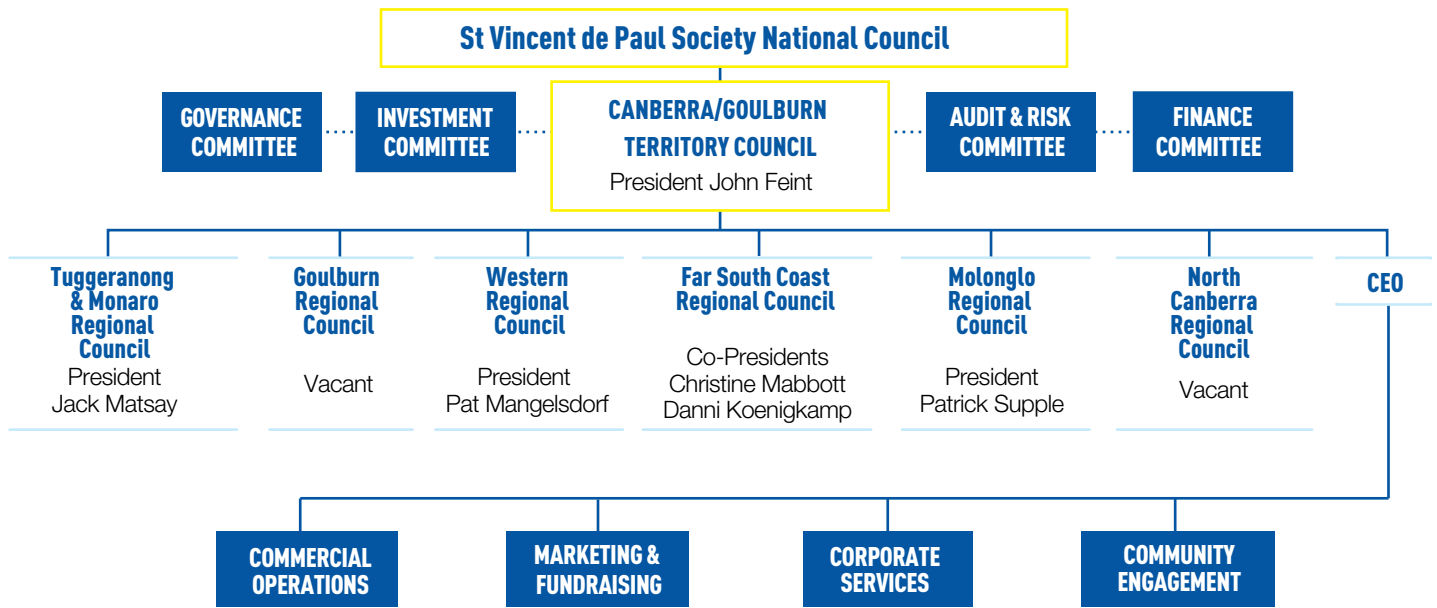 St Vincent de Paul Society National Council
GOVERNANCE
COMMITTEE
INVESTMENT
COMMITTEE
CANBERRA/GOULBURN
TERRITORY COUNCIL
President John Feint
AUDIT & RISK
COMMITTEE
FINANCE
COMMITTEE
Tuggeranong
& Monaro
Regional
Council
President
Jack Matsay
Goulburn
Regional
Council
Vacant
Western
Regional
Council
President
Pat Mangelsdorf
Far South Coast
Regional Council
Co-Presidents
Christine Mabbott
Danni Koenigkamp
Molonglo
Regional
Council
President
Patrick Supple
North
Canberra
Regional
Council
Vacant
CEO
COMMERCIAL
OPERATIONS
MARKETING &
FUNDRAISING
CORPORATE
SERVICES
COMMUNITY
ENGAGEMENT